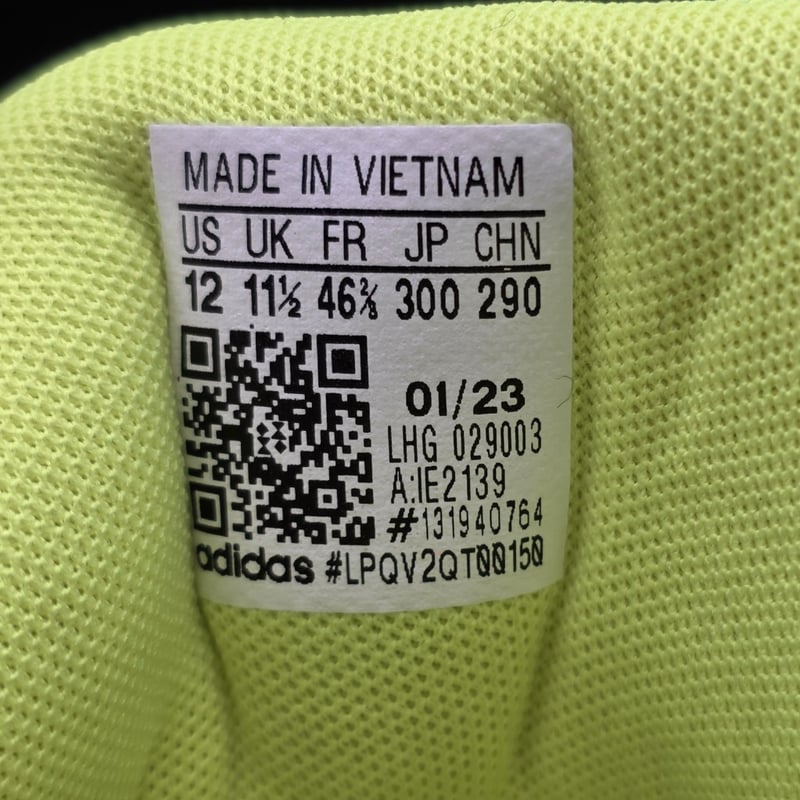 MADE IN VIETNAM
US UK FR JP CHN
12 11½ 46⅔ 300 290
01/23
LHG 029003
A:IE2139
#131940764
adidas #LPQV2QT00150